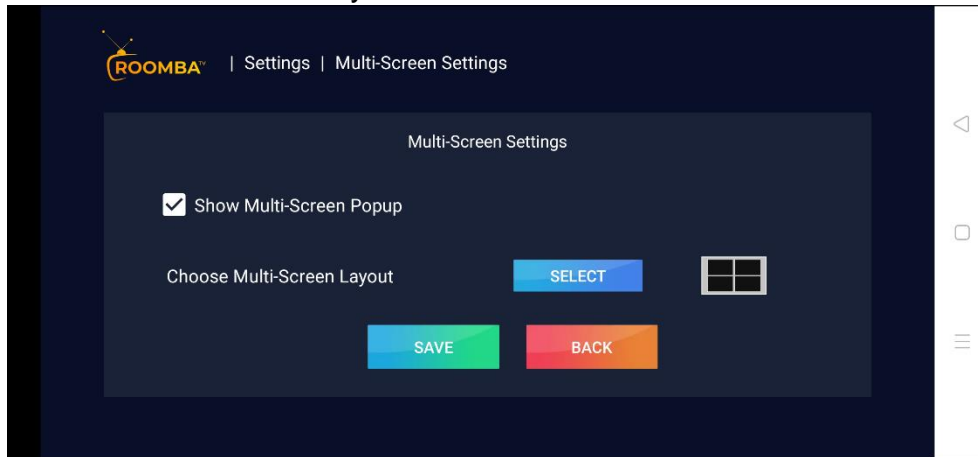 ROOMBA TV | Settings | Multi-Screen Settings
Multi-Screen Settings
Show Multi-Screen Popup
Choose Multi-Screen Layout SELECT
SAVE BACK